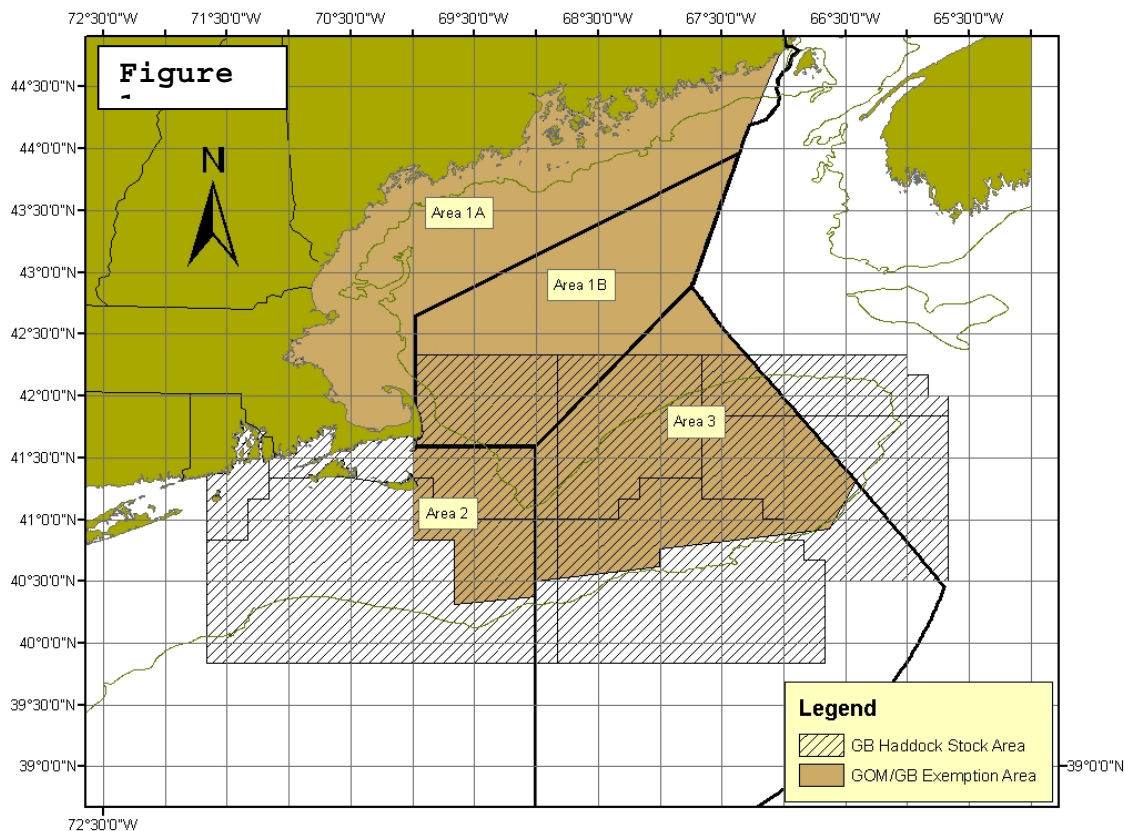 72°30'0"W 71°30'0"W 70°30'0"W 69°30'0"W 68°30'0"W 67°30'0"W 66°30'0"W 65°30'0"W
Figure
44°30'0"N
44°0'0"N
N
43°30'0"N
Area 1A
43°0'0"N
Area 1B
42°30'0"N
42°0'0"N
Area 3
41°30'0"N
Area 2
41°0'0"N
40°30'0"N
40°0'0"N
39°30'0"N
39°0'0"N
Legend
GB Haddock Stock Area
GOM/GB Exemption Area
39°0'0"N
72°30'0"W